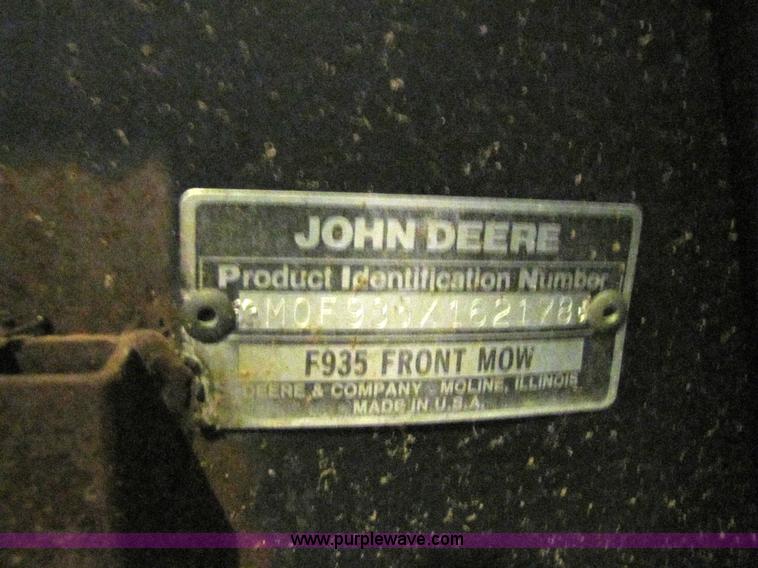 JOHN DEERE
Product Identification Number
F935 FRONT MOW
DEERE & COMPANY MOLINE, ILLINOIS
MADE IN U.S.A.
www.purplewave.com